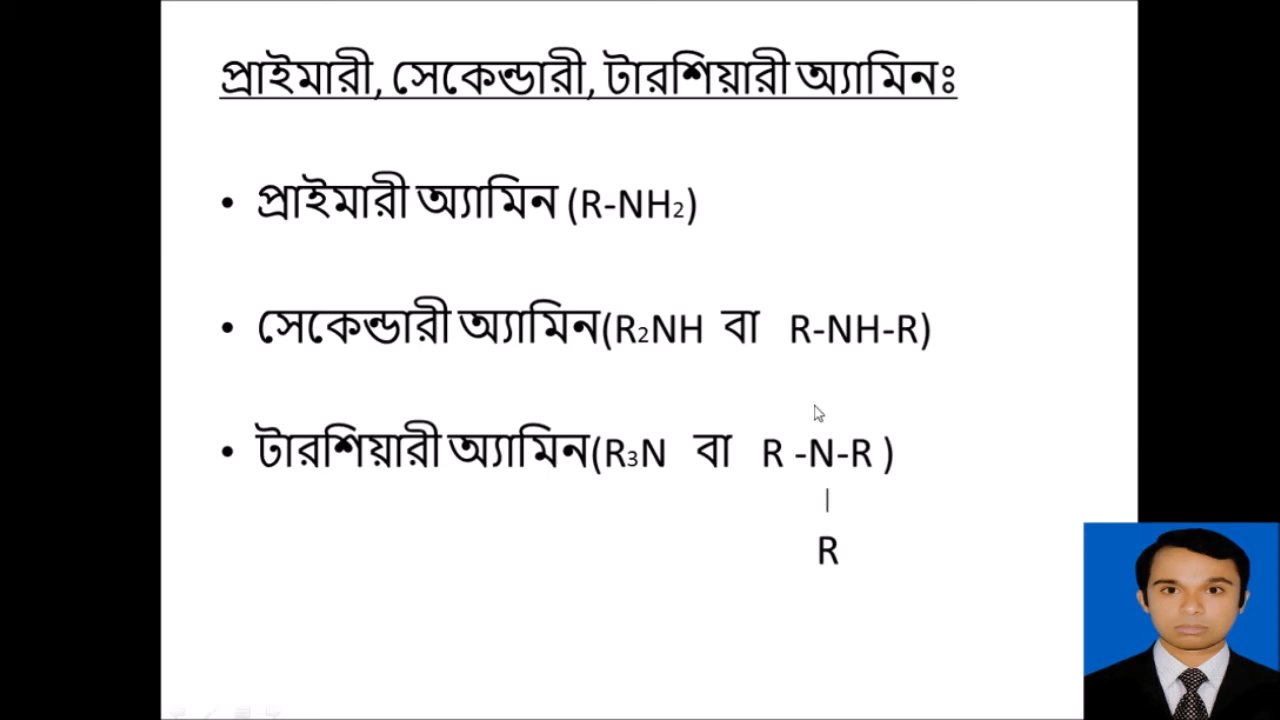 প্রাইমারী, সেকেন্ডারী, টারশিয়ারী অ্যামিনঃ
• প্রাইমারী অ্যামিন (R-NH₂)
• সেকেন্ডারী অ্যামিন(R₂NH বা R-NH-R)
• টারশিয়ারী অ্যামিন(R₃N বা R -N-R )
|
R